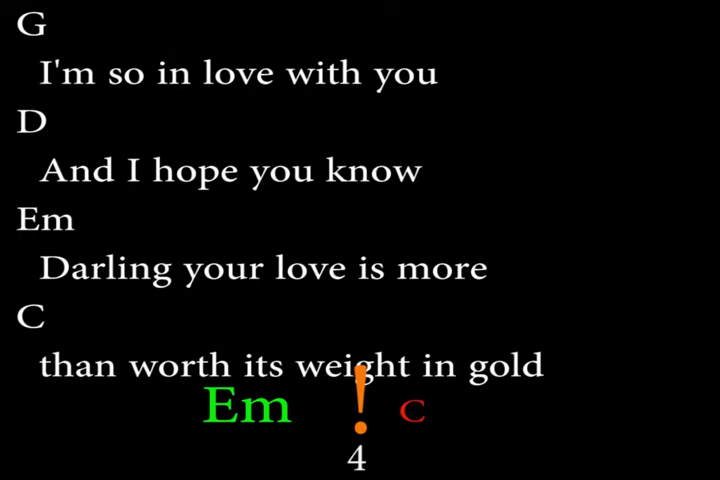 G
I'm so in love with you
D
And I hope you know
Em
Darling your love is more
C
than worth its weight in gold
Em ! C
4